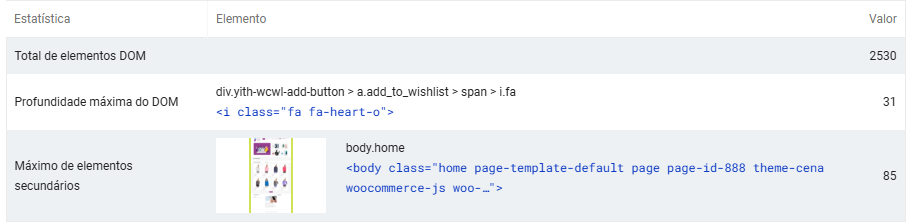 Estatística Elemento Valor
Total de elementos DOM 2530
div.yith-wcwl-add-button > a.add_to_wishlist > span > i.fa
Profundidade máxima do DOM 31
<i class="fa fa-heart-o">
body.home
Máximo de elementos
secundários
<body class="home page-template-default page page-id-888 theme-cena
woocommerce-js woo-…">
85